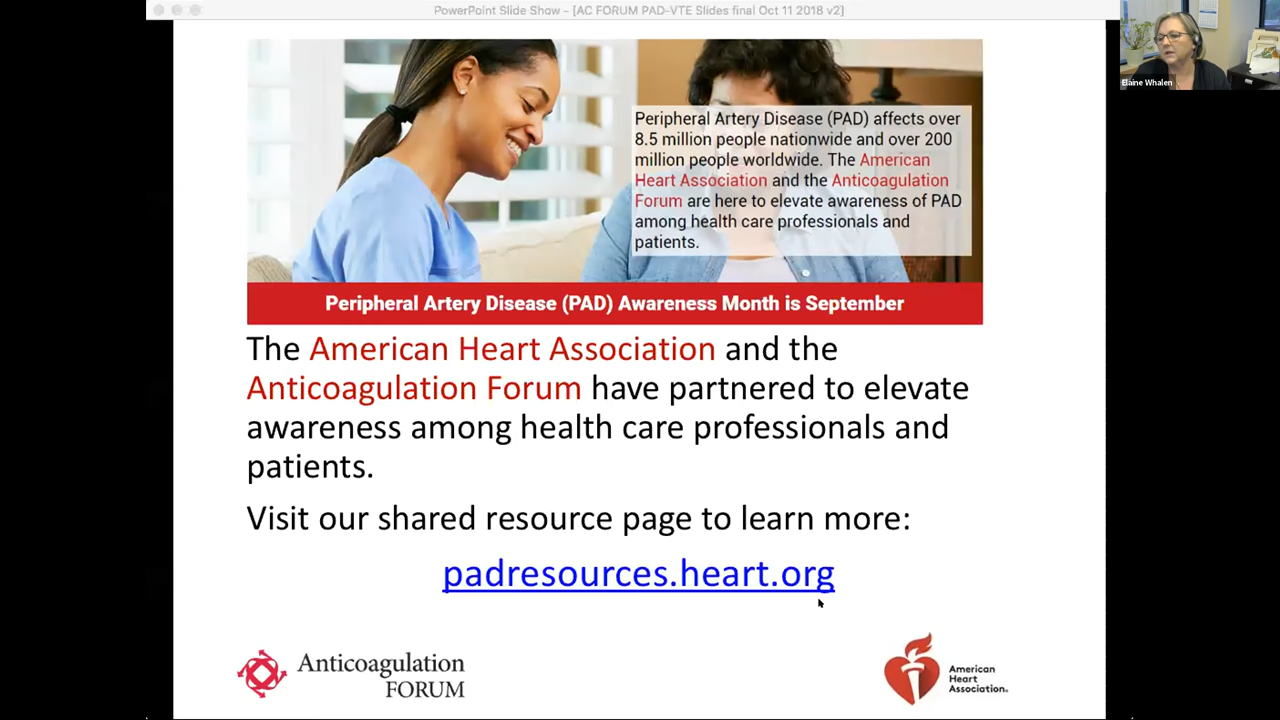 PowerPoint Slide Show - [AC FORUM PAD-VTE Slides final Oct 11 2018 v2]
Elaine Whalen
Peripheral Artery Disease (PAD) affects over
8.5 million people nationwide and over 200
million people worldwide. The American
Heart Association and the Anticoagulation
Forum are here to elevate awareness of PAD
among health care professionals and
patients.
Peripheral Artery Disease (PAD) Awareness Month is September
The American Heart Association and the
Anticoagulation Forum have partnered to elevate
awareness among health care professionals and
patients.
Visit our shared resource page to learn more:
padresources.heart.org
Anticoagulation
FORUM
American
Heart
Association®